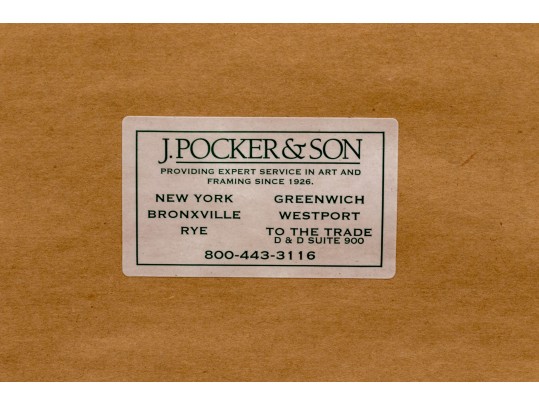 J. POCKER & SON
PROVIDING EXPERT SERVICE IN ART AND
FRAMING SINCE 1926.
NEW YORK GREENWICH
BRONXVILLE WESTPORT
RYE TO THE TRADE
D & D SUITE 900
800-443-3116